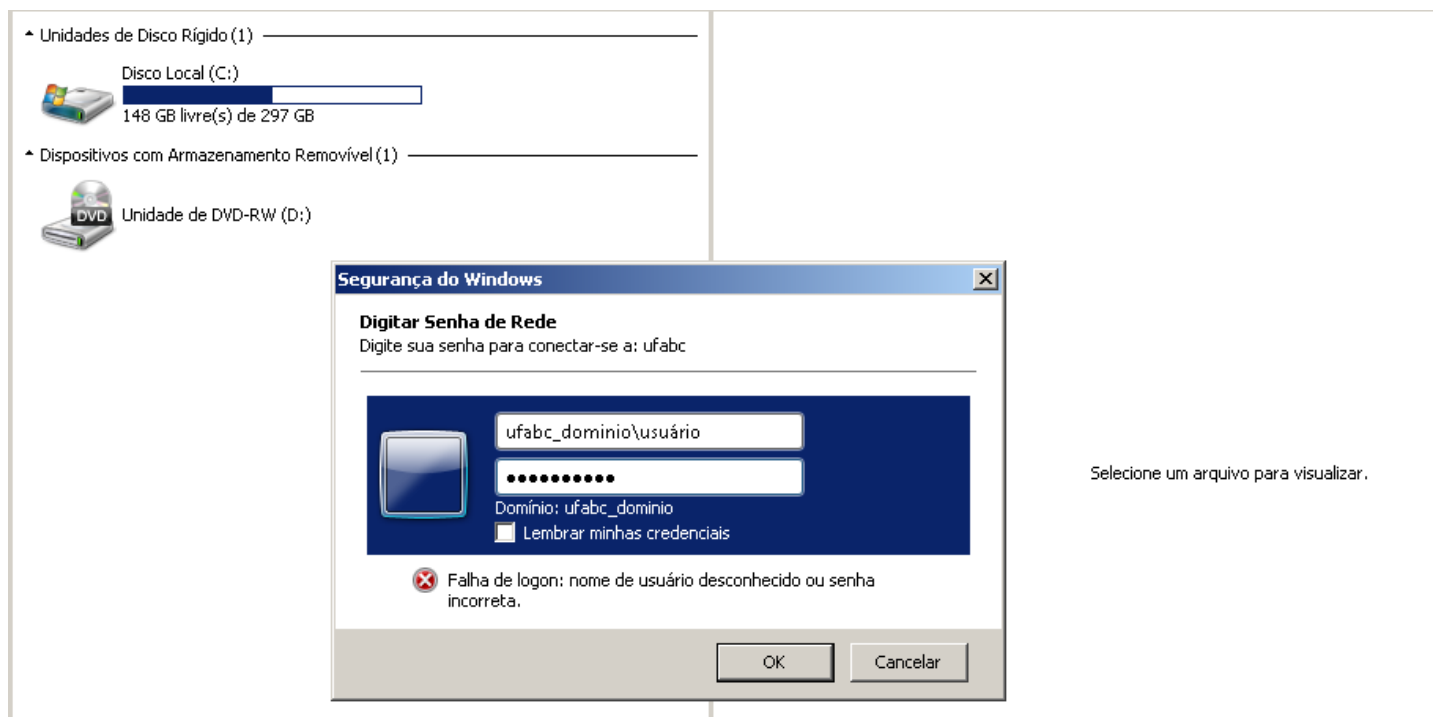 Unidades de Disco Rígido (1)
Disco Local (C:)
148 GB livre(s) de 297 GB
Dispositivos com Armazenamento Removível (1)
DVD
Unidade de DVD-RW (D:)
Segurança do Windows
Digitar Senha de Rede
Digite sua senha para conectar-se a: ufabc
ufabc_dominio\usuário
••••••••••
Domínio: ufabc_dominio
Lembrar minhas credenciais
Falha de logon: nome de usuário desconhecido ou senha
incorreta.
OK
Cancelar
Selecione um arquivo para visualizar.